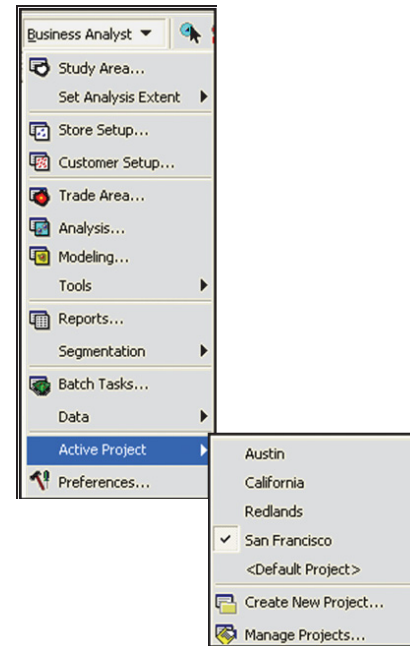 Business Analyst
Study Area...
Set Analysis Extent
Store Setup...
Customer Setup...
Trade Area...
Analysis...
Modeling...
Tools
Reports...
Segmentation
Batch Tasks...
Data
Active Project
Preferences...
Austin
California
Redlands
San Francisco
<Default Project>
Create New Project...
Manage Projects...